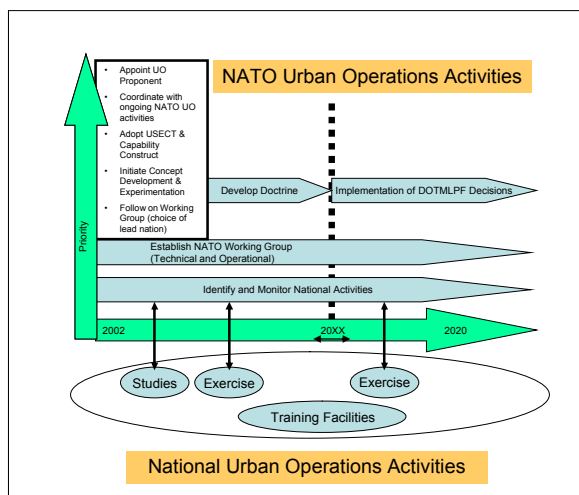 NATO Urban Operations Activities
• Appoint UO
Proponent
• Coordinate with
ongoing NATO UO
activities
• Adopt USECT &
Capability
Construct
• Initiate Concept
Development &
Experimentation
• Follow on Working
Group (choice of
lead nation)
Priority
Develop Doctrine
Implementation of DOTMLPF Decisions
Establish NATO Working Group
(Technical and Operational)
Identify and Monitor National Activities
2002
20XX
2020
Studies
Exercise
Exercise
Training Facilities
National Urban Operations Activities